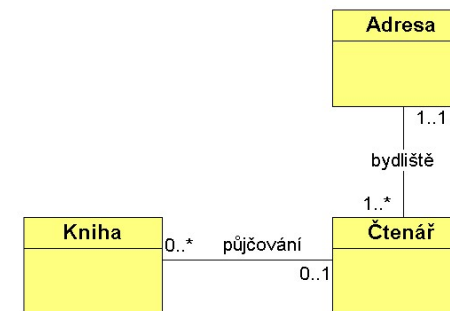 Adresa
1..1
bydliště
1..*
Kniha
0..*
půjčování
0..1
Čtenář